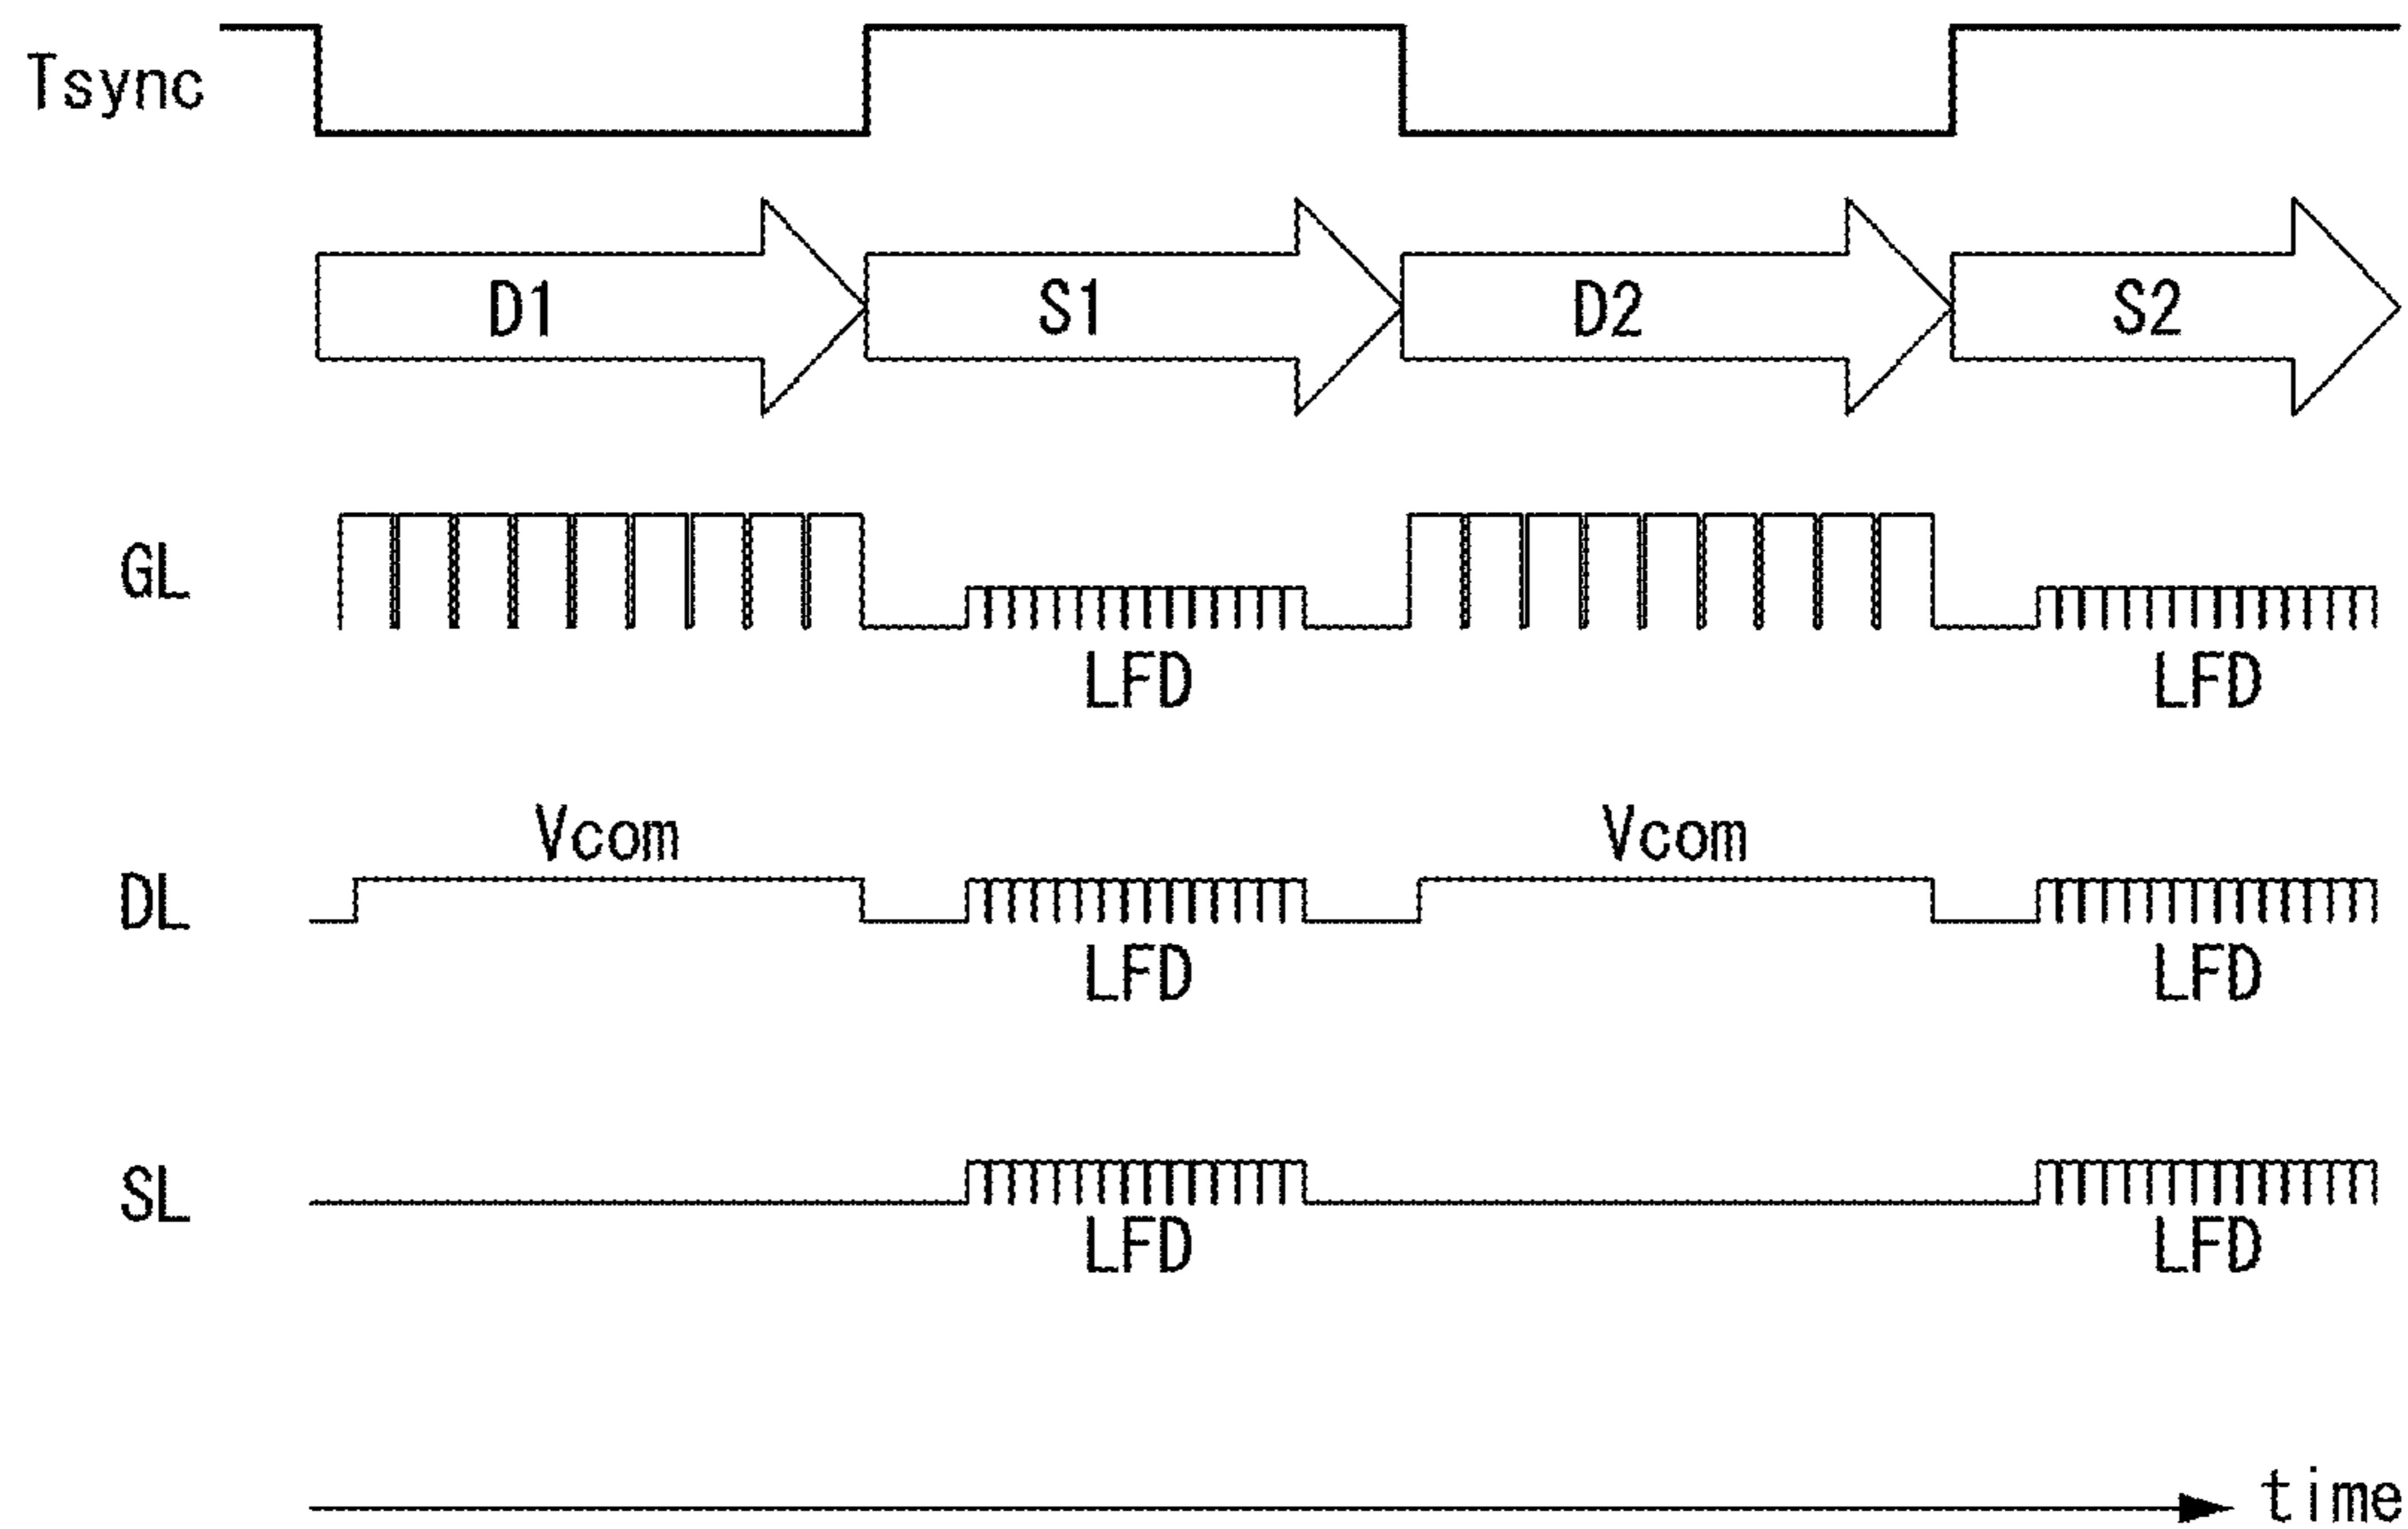 Tsync
D1 S1 D2 S2
GL
LFD LFD
Vcom Vcom
DL
LFD LFD
SL
LFD LFD
time